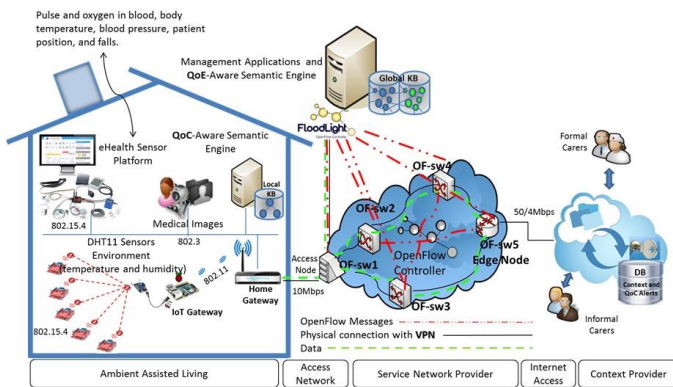 Pulse and oxygen in blood, body
temperature, blood pressure, patient
position, and falls.
Management Applications and
QoE-Aware Semantic Engine
Global KB
FloodLight
OpenFlow Controller
eHealth Sensor
Platform
QoC-Aware Semantic
Engine
Local
KB
802.15.4
Medical Images
802.3
DHT11 Sensors
Environment
(temperature and humidity)
802.11
IoT Gateway
Home
Gateway
802.15.4
Access
Node
10Mbps
OF-sw4
OF-sw2
OF-sw1
OpenFlow
Controller
OF-sw5
Edge/Node
OF-sw3
50/4Mbps
Formal
Carers
DB
Context and
QoC Alerts
Informal
Carers
OpenFlow Messages
Physical connection with VPN
Data
Ambient Assisted Living
Access
Network
Service Network Provider
Internet
Access
Context Provider